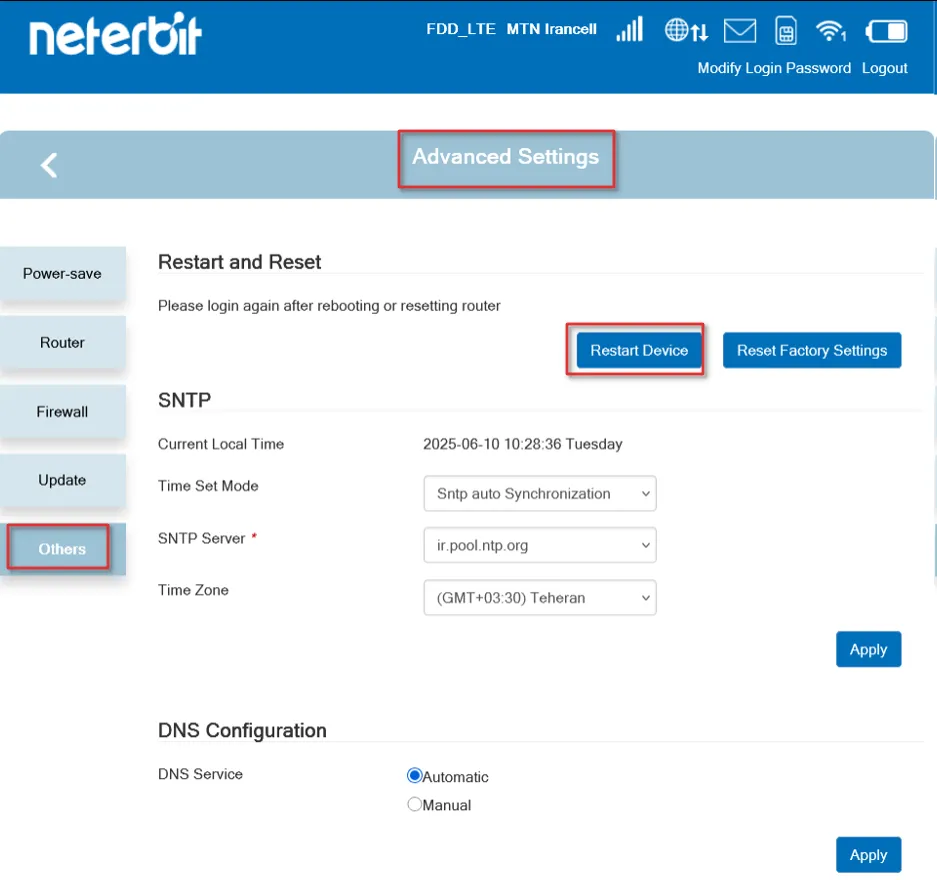 neterbit
FDD_LTE MTN Irancell
1
Modify Login Password Logout
Advanced Settings
Power-save
Router
Firewall
Update
Others
Restart and Reset
Please login again after rebooting or resetting router
Restart Device Reset Factory Settings
SNTP
Current Local Time 2025-06-10 10:28:36 Tuesday
Time Set Mode Sntp auto Synchronization
SNTP Server * ir.pool.ntp.org
Time Zone (GMT+03:30) Teheran
Apply
DNS Configuration
DNS Service Automatic
Manual
Apply